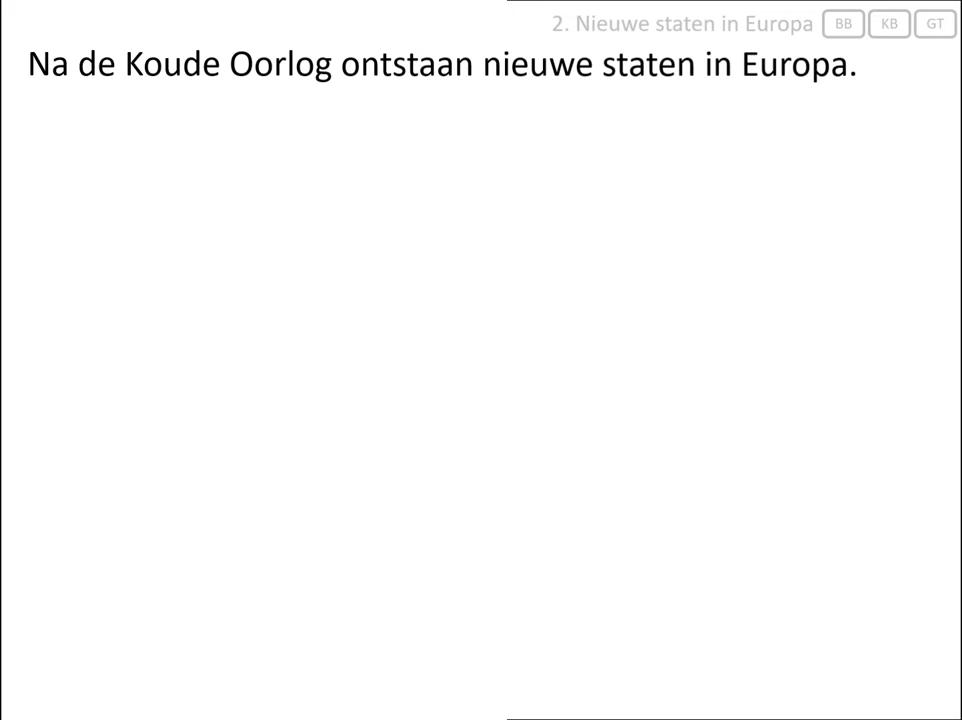 2. Nieuwe staten in Europa BB KB GT
Na de Koude Oorlog ontstaan nieuwe staten in Europa.